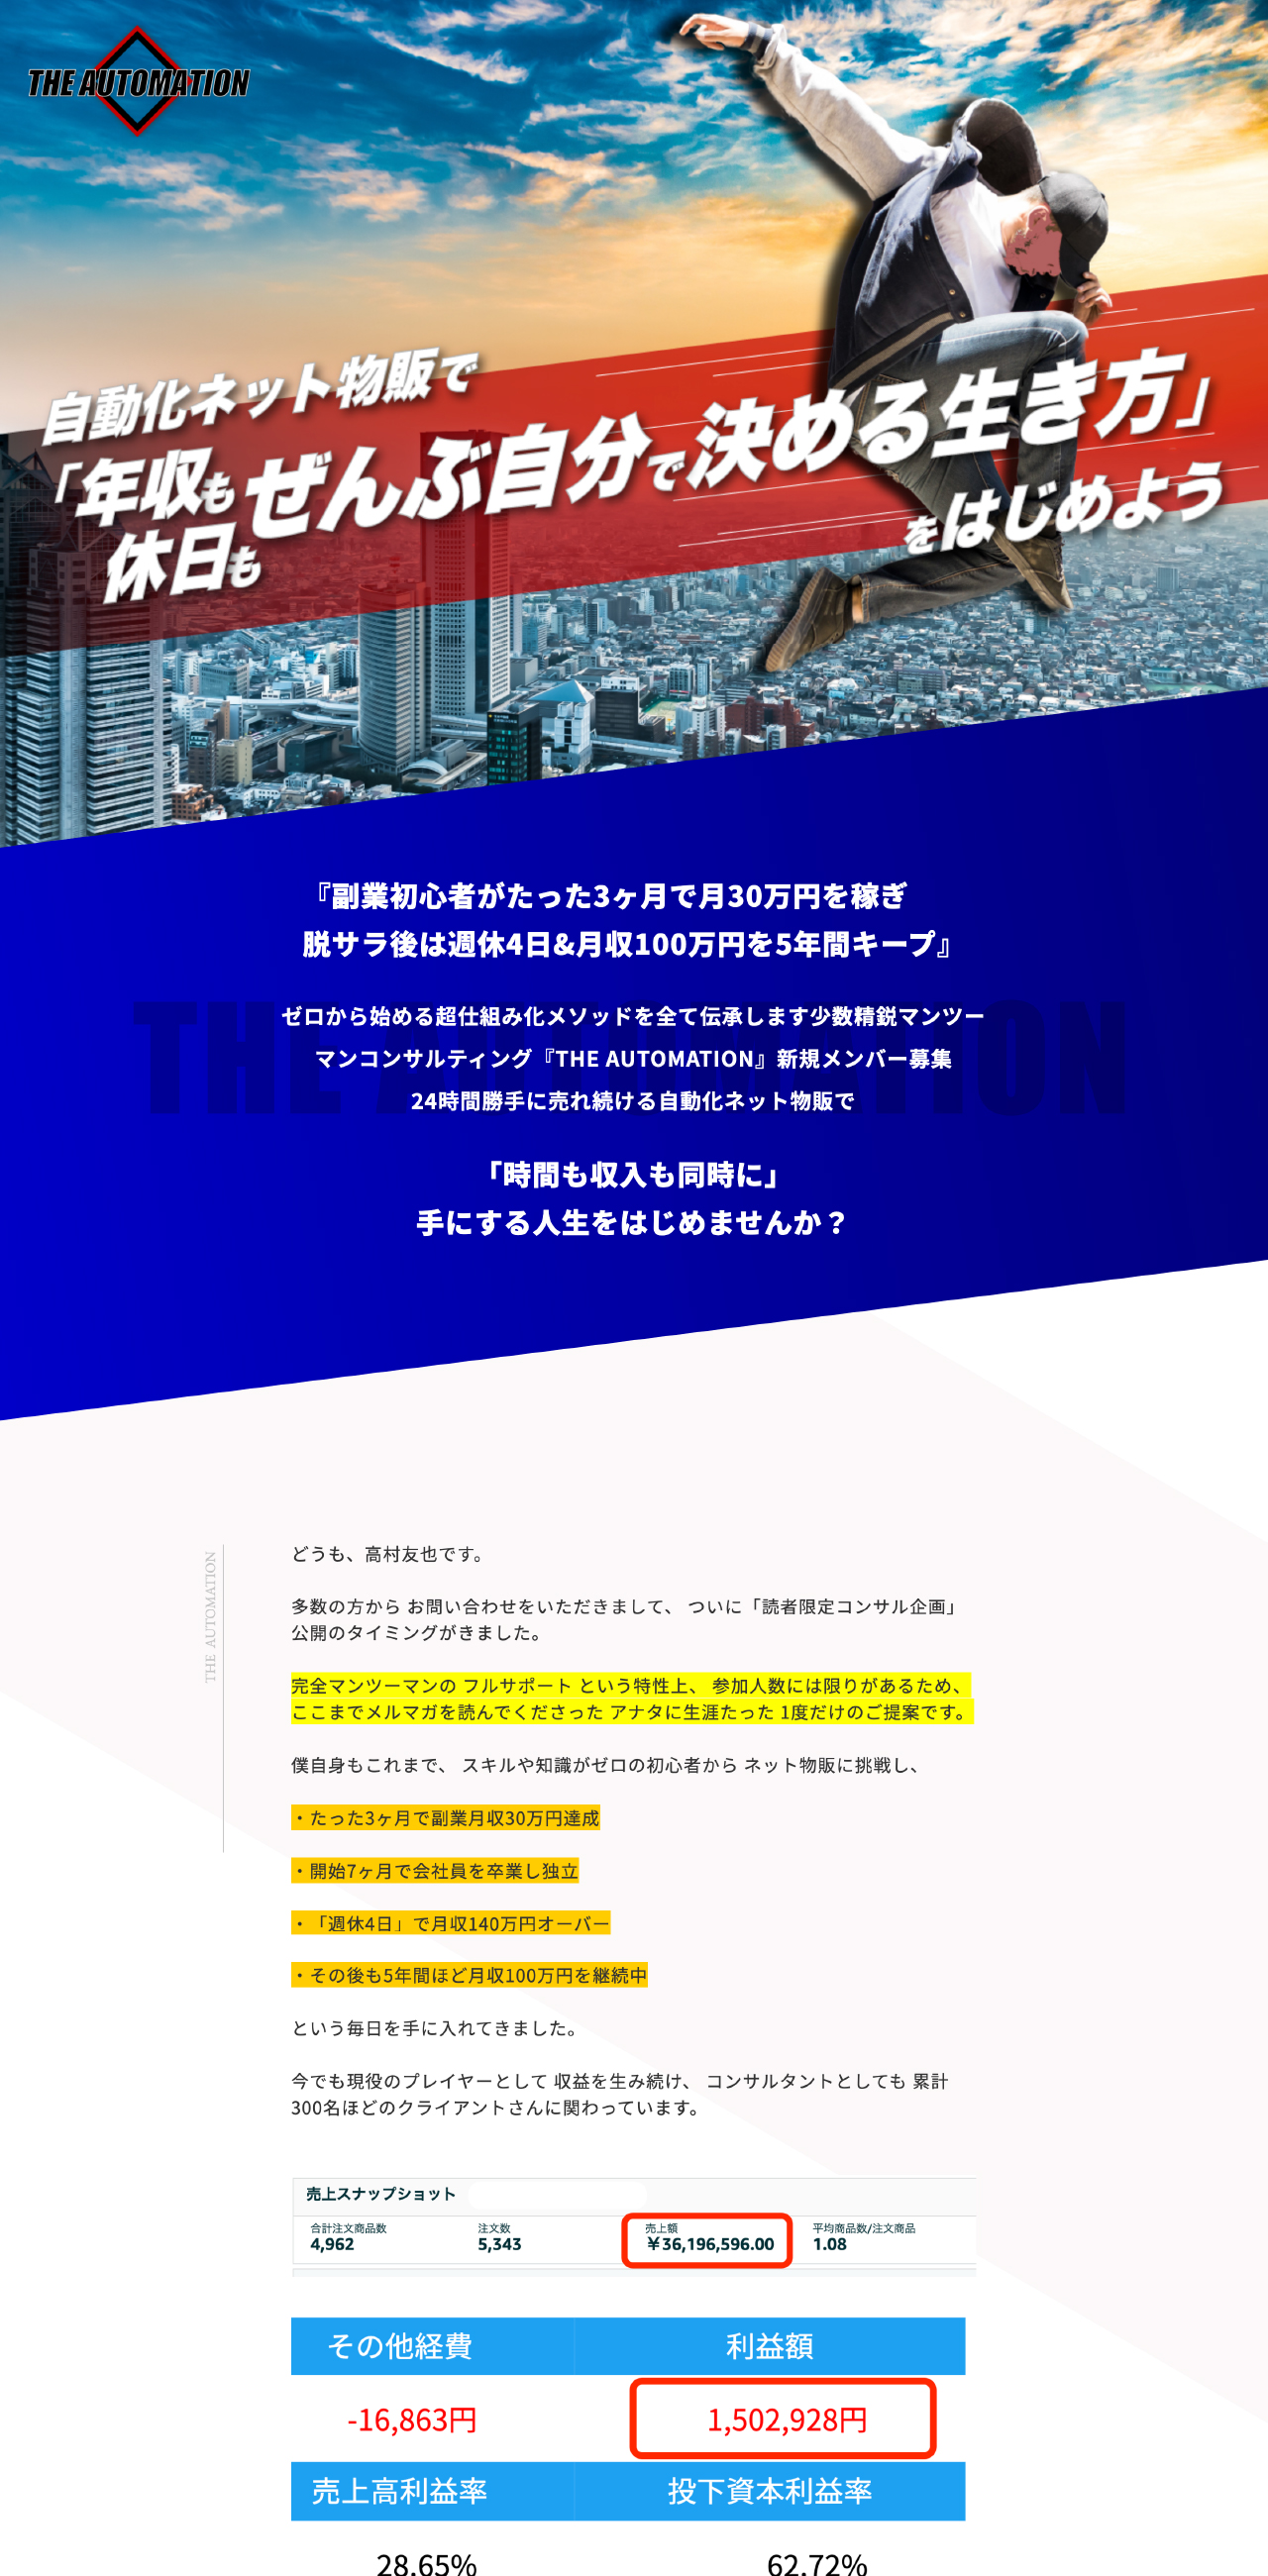 THE AUTOMATION
自動化ネット物販で
「年収も
休日も
ぜんぶ自分で決める生き方」
をはじめよう
『副業初心者がたった3ヶ月で月30万円を稼ぎ
脱サラ後は週休4日&月収100万円を5年間キープ』
THE AUTOMATION
ゼロから始める超仕組み化メソッドを全て伝承します少数精鋭マンツー
マンコンサルティング『THE AUTOMATION』新規メンバー募集
24時間勝手に売れ続ける自動化ネット物販で
「時間も収入も同時に」
手にする人生をはじめませんか？
THE AUTOMATION
どうも、高村友也です。
多数の方から お問い合わせをいただきまして、 ついに「読者限定コンサル企画」
公開のタイミングがきました。
完全マンツーマンの フルサポート という特性上、 参加人数には限りがあるため、
ここまでメルマガを読んでくださった アナタに生涯たった 1度だけのご提案です。
僕自身もこれまで、 スキルや知識がゼロの初心者から ネット物販に挑戦し、
・たった3ヶ月で副業月収30万円達成
・開始7ヶ月で会社員を卒業し独立
・「週休4日」で月収140万円オーバー
・その後も5年間ほど月収100万円を継続中
という毎日を手に入れてきました。
今でも現役のプレイヤーとして 収益を生み続け、 コンサルタントとしても 累計
300名ほどのクライアントさんに関わっています。
売上スナップショット
合計注文商品数 注文数 売上額 平均商品数/注文商品
4,962 5,343 ￥36,196,596.00 1.08
その他経費 利益額
-16,863円 1,502,928円
売上高利益率 投下資本利益率
28.65% 62.72%